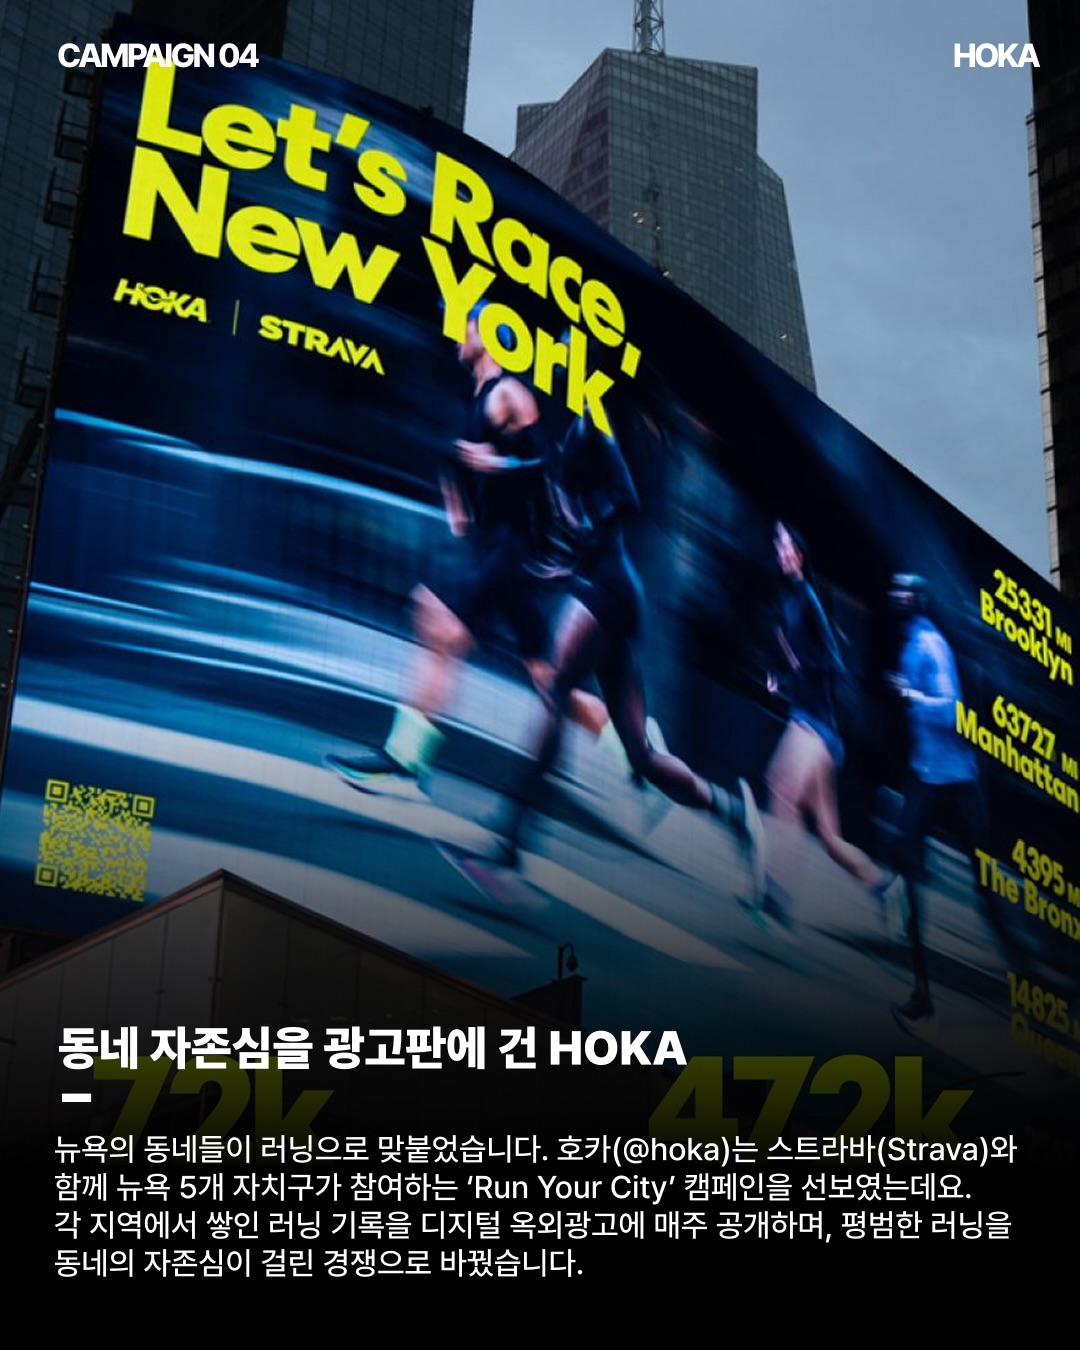 CAMPAIGN 04
HOKA
Let's Race,
New York
HOKA | STRAVA
25331 MI
Brooklyn
63727 MI
Manhattan
4395 MI
The Bronx
14825
Queens
동네 자존심을 광고판에 건 HOKA
72k
472k
뉴욕의 동네들이 러닝으로 맞붙었습니다. 호카(@hoka)는 스트라바(Strava)와
함께 뉴욕 5개 자치구가 참여하는 ‘Run Your City’ 캠페인을 선보였는데요.
각 지역에서 쌓인 러닝 기록을 디지털 옥외광고에 매주 공개하며, 평범한 러닝을
동네의 자존심이 걸린 경쟁으로 바꿨습니다.